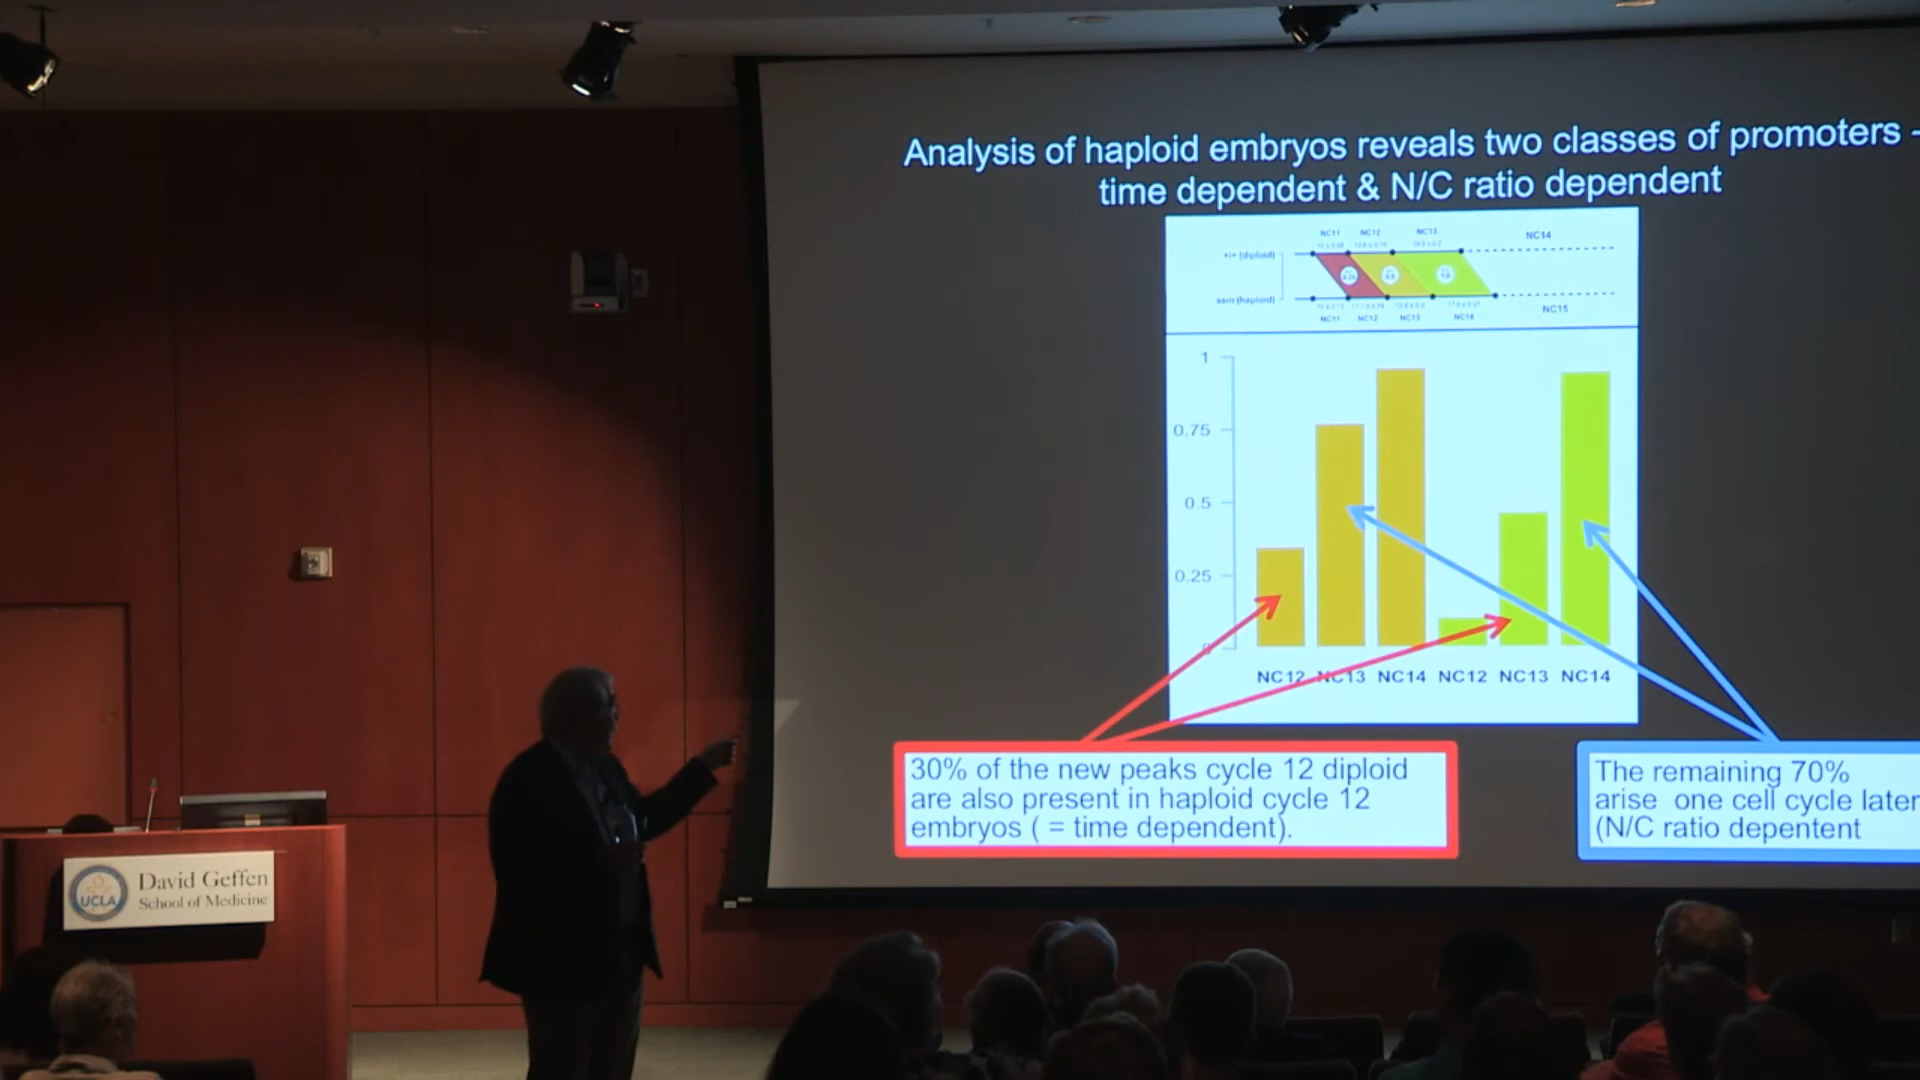 Analysis of haploid embryos reveals two classes of promoters -
time dependent & N/C ratio dependent
NC11 NC12 NC13 NC14
+/+ (diploid)
ssm (haploid)
NC11 NC12 NC13 NC14 NC15
1
0.75
0.5
0.25
0
NC12 NC13 NC14 NC12 NC13 NC14
30% of the new peaks cycle 12 diploid
are also present in haploid cycle 12
embryos ( = time dependent).
The remaining 70%
arise one cell cycle later
(N/C ratio depentent
UCLA
David Geffen
School of Medicine